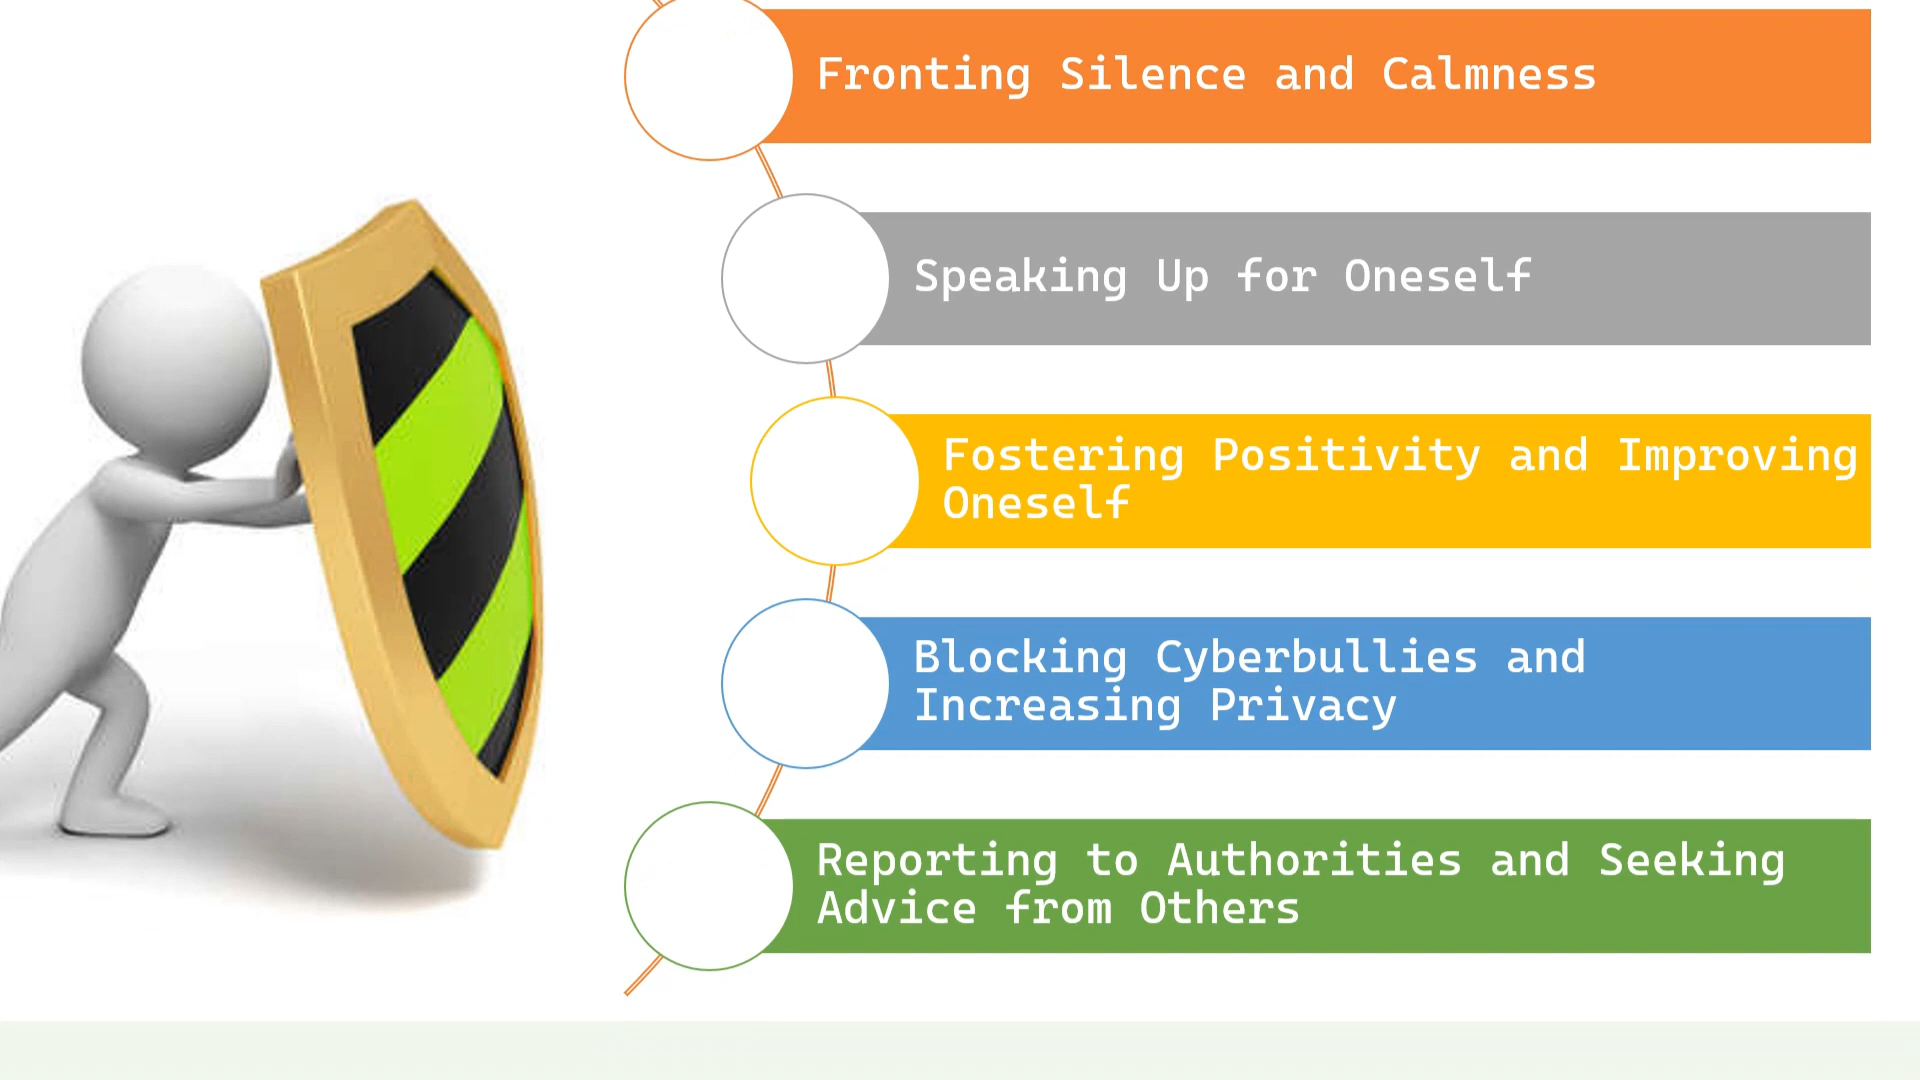 Fronting Silence and Calmness
Speaking Up for Oneself
Fostering Positivity and Improving
Oneself
Blocking Cyberbullies and
Increasing Privacy
Reporting to Authorities and Seeking
Advice from Others